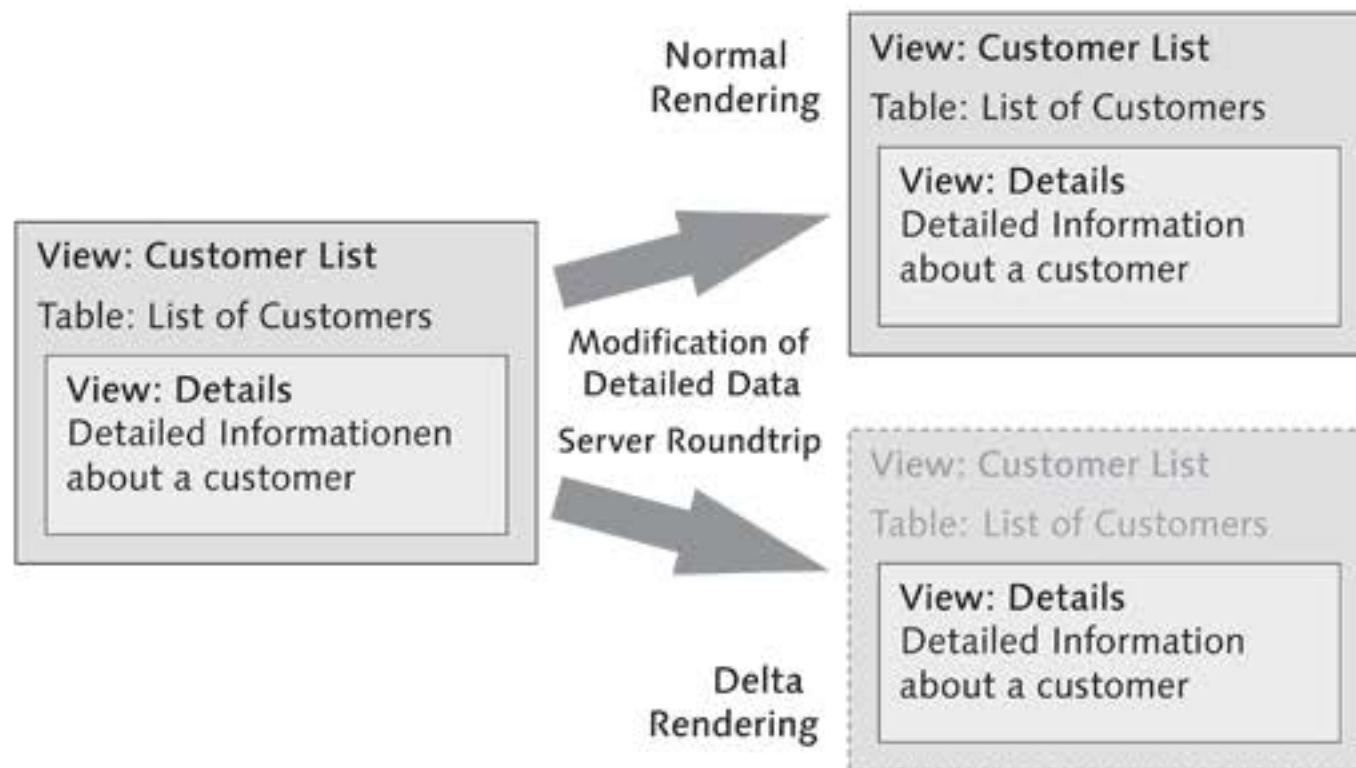 Normal
Rendering
View: Customer List
Table: List of Customers
View: Details
Detailed Information
about a customer
View: Customer List
Table: List of Customers
View: Details
Detailed Informationen
about a customer
Modification of
Detailed Data
Server Roundtrip
View: Customer List
Table: List of Customers
View: Details
Detailed Information
about a customer
Delta
Rendering